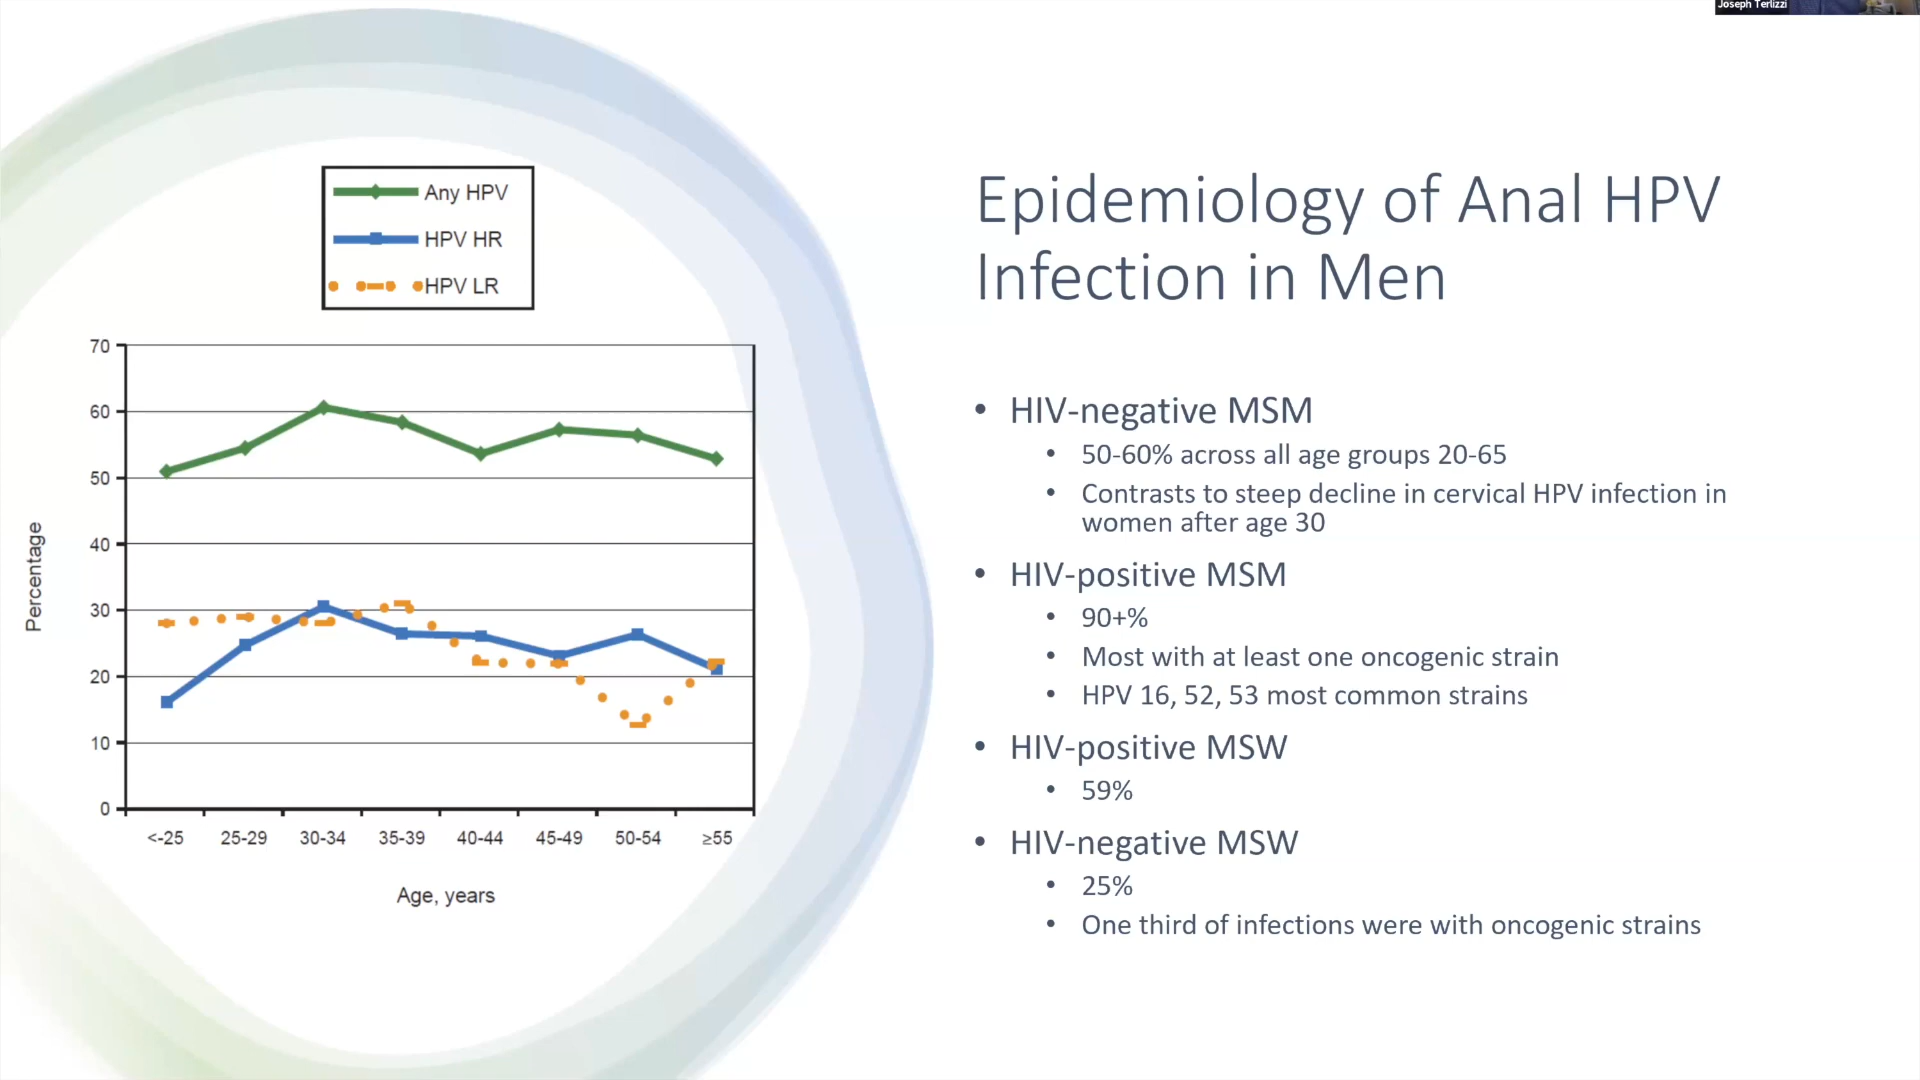 Joseph Terlizzi
Any HPV
HPV HR
HPV LR
70
60
50
40
30
20
10
0
Percentage
<-25 25-29 30-34 35-39 40-44 45-49 50-54 ≥55
Age, years
Epidemiology of Anal HPV
Infection in Men
• HIV-negative MSM
• 50-60% across all age groups 20-65
• Contrasts to steep decline in cervical HPV infection in
women after age 30
• HIV-positive MSM
• 90+%
• Most with at least one oncogenic strain
• HPV 16, 52, 53 most common strains
• HIV-positive MSW
• 59%
• HIV-negative MSW
• 25%
• One third of infections were with oncogenic strains